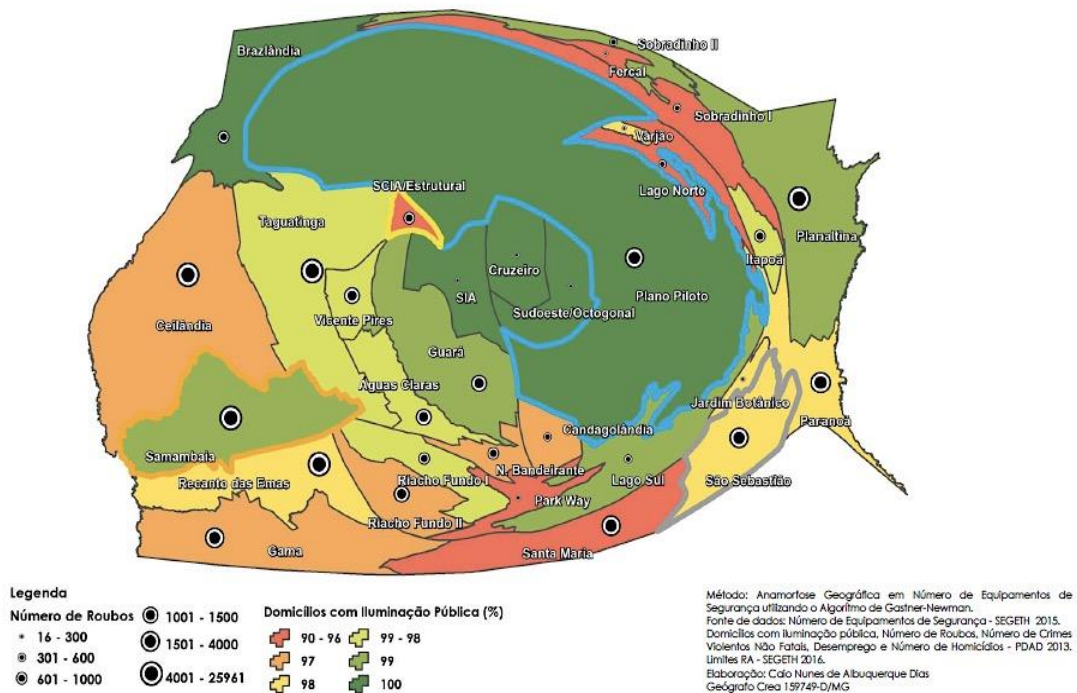 Sobradinho II
Brazlândia
Fercal
Sobradinho I
Varjão
SCIA/Estrutural
Lago Norte
Taguatinga
Planaltina
Itapoã
Cruzeiro
SIA
Plano Piloto
Sudoeste/Octogonal
Vicente Pires
Ceilândia
Guará
Águas Claras
Jardim Botânico
Paranoá
Candagolândia
Samambaia
N. Bandeirante
Recanto das Emas
Riacho Fundo I
Lago Sul
São Sebastião
Park Way
Riacho Fundo II
Gama
Santa Maria
Legenda
Número de Roubos
16 - 300
301 - 600
601 - 1000
1001 - 1500
1501 - 4000
4001 - 25961
Domicílios com Iluminação Pública (%)
90 - 96
97
98
99 - 98
99
100
Método: Anamorfose Geográfica em Número de Equipamentos de
Segurança utilizando o Algoritmo de Gastner-Newman.
Fonte de dados: Número de Equipamentos de Segurança - SEGETH 2015.
Domicílios com iluminação pública, Número de Roubos, Número de Crimes
Violentos Não Fatais, Desemprego e Número de Homicídios - PDAD 2013.
Limites RA - SEGETH 2016.
Elaboração: Caio Nunes de Albuquerque Dias
Geógrafo Crea 159749-D/MG